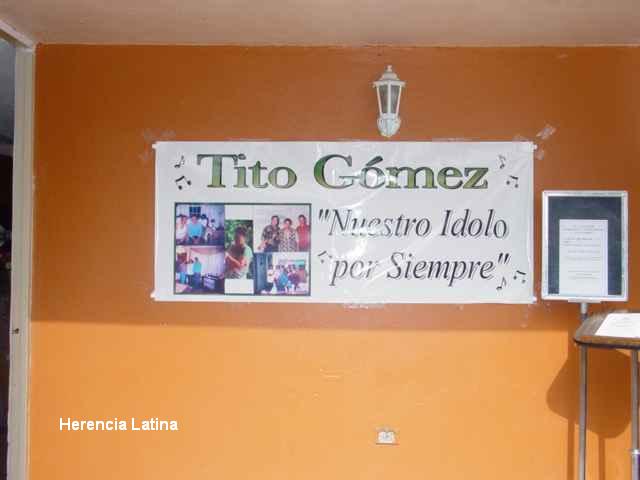 Tito Gómez
"Nuestro Idolo
por Siempre"
Herencia Latina